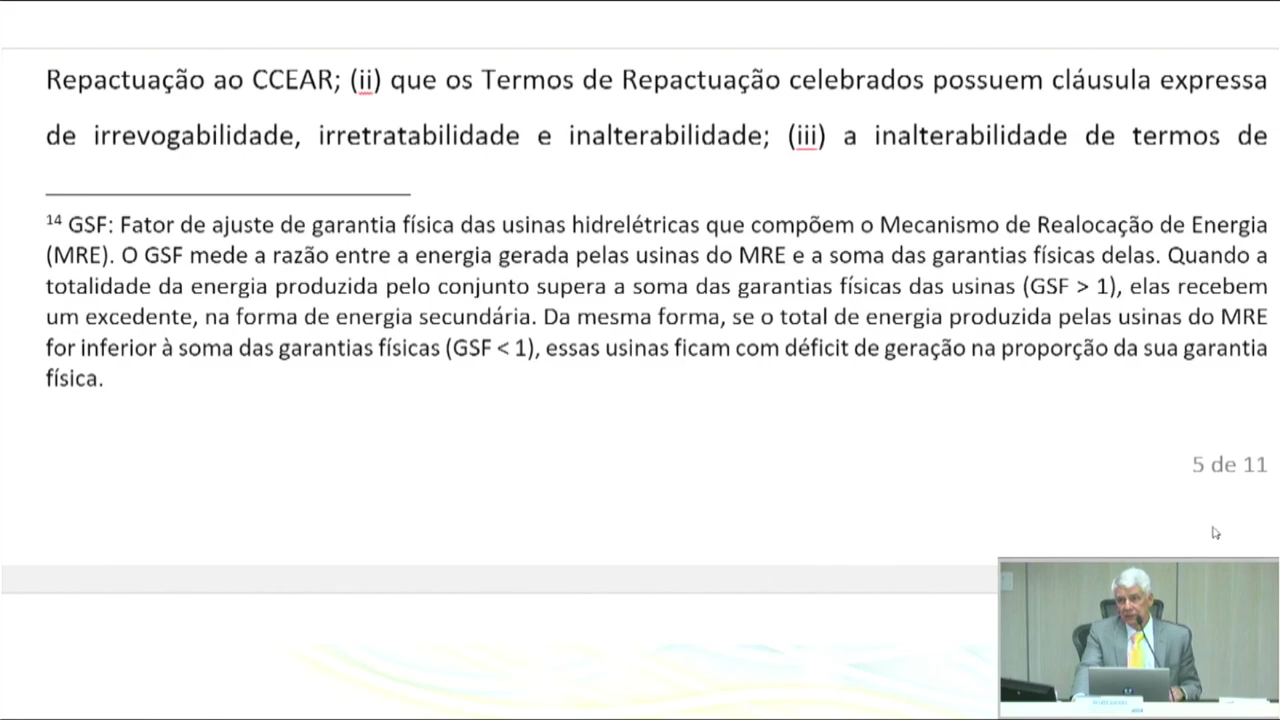 Repactuação ao CCEAR; (ii) que os Termos de Repactuação celebrados possuem cláusula expressa
de irrevogabilidade, irretratabilidade e inalterabilidade; (iii) a inalterabilidade de termos de
14 GSF: Fator de ajuste de garantia física das usinas hidrelétricas que compõem o Mecanismo de Realocação de Energia
(MRE). O GSF mede a razão entre a energia gerada pelas usinas do MRE e a soma das garantias físicas delas. Quando a
totalidade da energia produzida pelo conjunto supera a soma das garantias físicas das usinas (GSF > 1), elas recebem
um excedente, na forma de energia secundária. Da mesma forma, se o total de energia produzida pelas usinas do MRE
for inferior à soma das garantias físicas (GSF < 1), essas usinas ficam com déficit de geração na proporção da sua garantia
física.
5 de 11